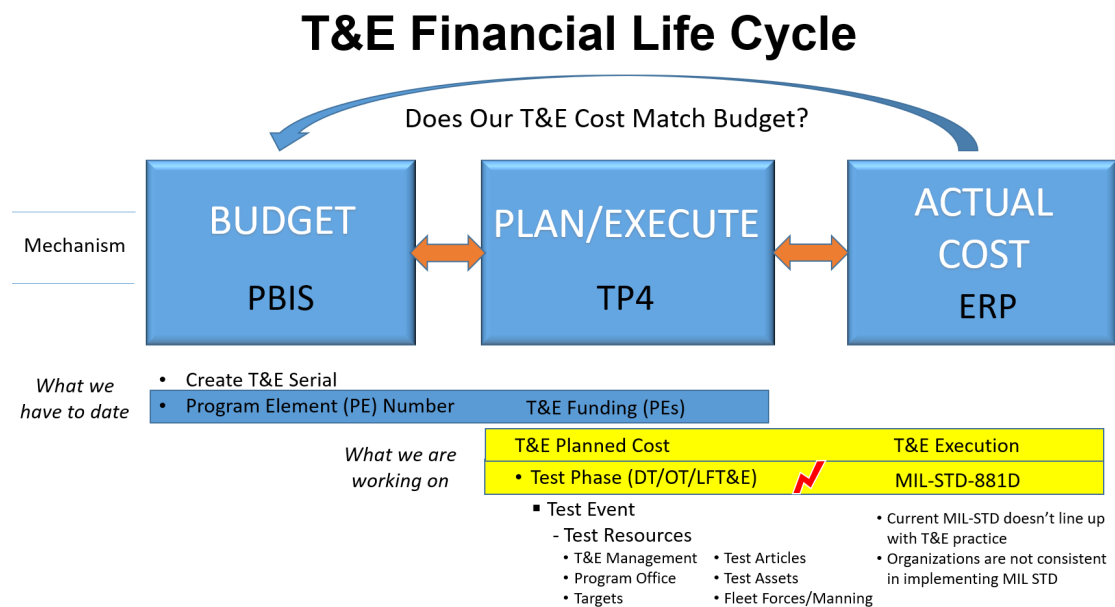 T&E Financial Life Cycle
Does Our T&E Cost Match Budget?
Mechanism
BUDGET
PBIS
PLAN/EXECUTE
TP4
ACTUAL
COST
ERP
What we
have to date
• Create T&E Serial
• Program Element (PE) Number
T&E Funding (PEs)
What we are
working on
T&E Planned Cost
T&E Execution
• Test Phase (DT/OT/LFT&E)
MIL-STD-881D
▪ Test Event
- Test Resources
• T&E Management
• Program Office
• Targets
• Test Articles
• Test Assets
• Fleet Forces/Manning
• Current MIL-STD doesn’t line up
with T&E practice
• Organizations are not consistent
in implementing MIL STD